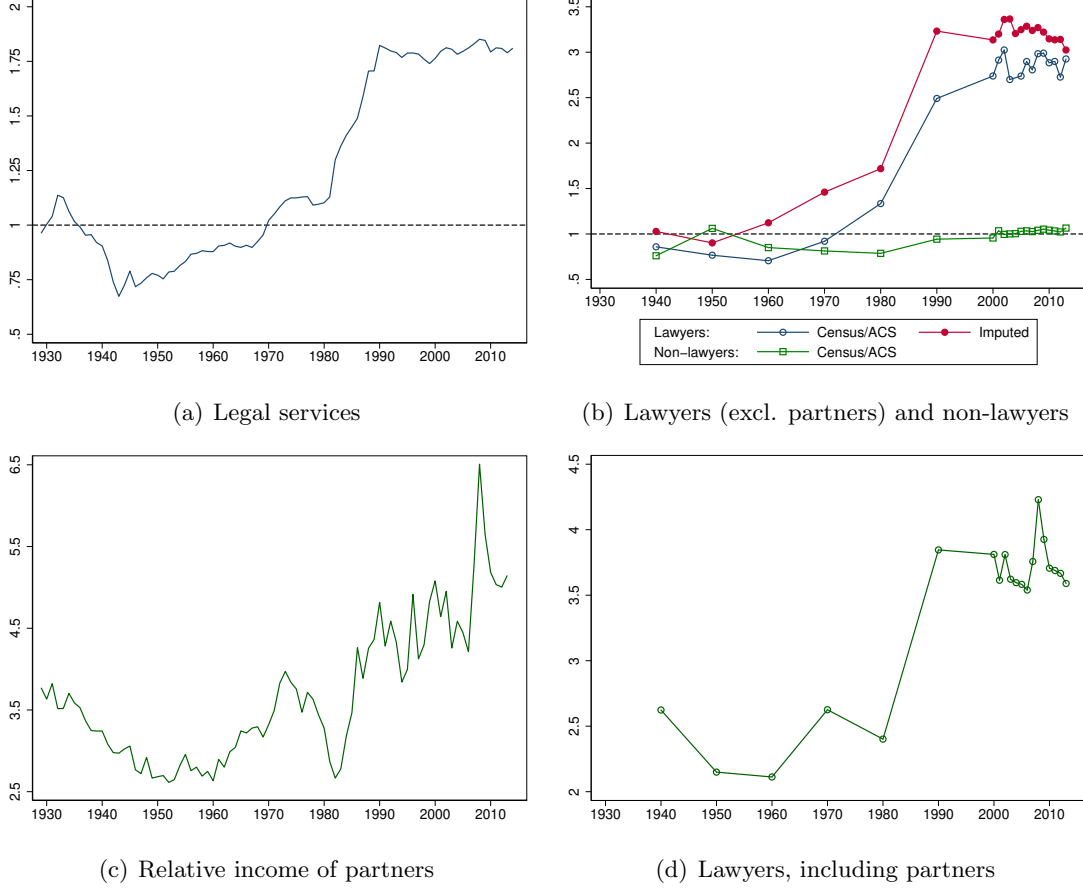 2
1.75
1.5
1.25
1
.75
.5
1930 1940 1950 1960 1970 1980 1990 2000 2010
(a) Legal services
3.5
3
2.5
2
1.5
1
.5
1930 1940 1950 1960 1970 1980 1990 2000 2010
Lawyers: Census/ACS Imputed
Non−lawyers: Census/ACS
(b) Lawyers (excl. partners) and non-lawyers
6.5
5.5
4.5
3.5
2.5
1930 1940 1950 1960 1970 1980 1990 2000 2010
(c) Relative income of partners
4.5
4
3.5
3
2.5
2
1930 1940 1950 1960 1970 1980 1990 2000 2010
(d) Lawyers, including partners